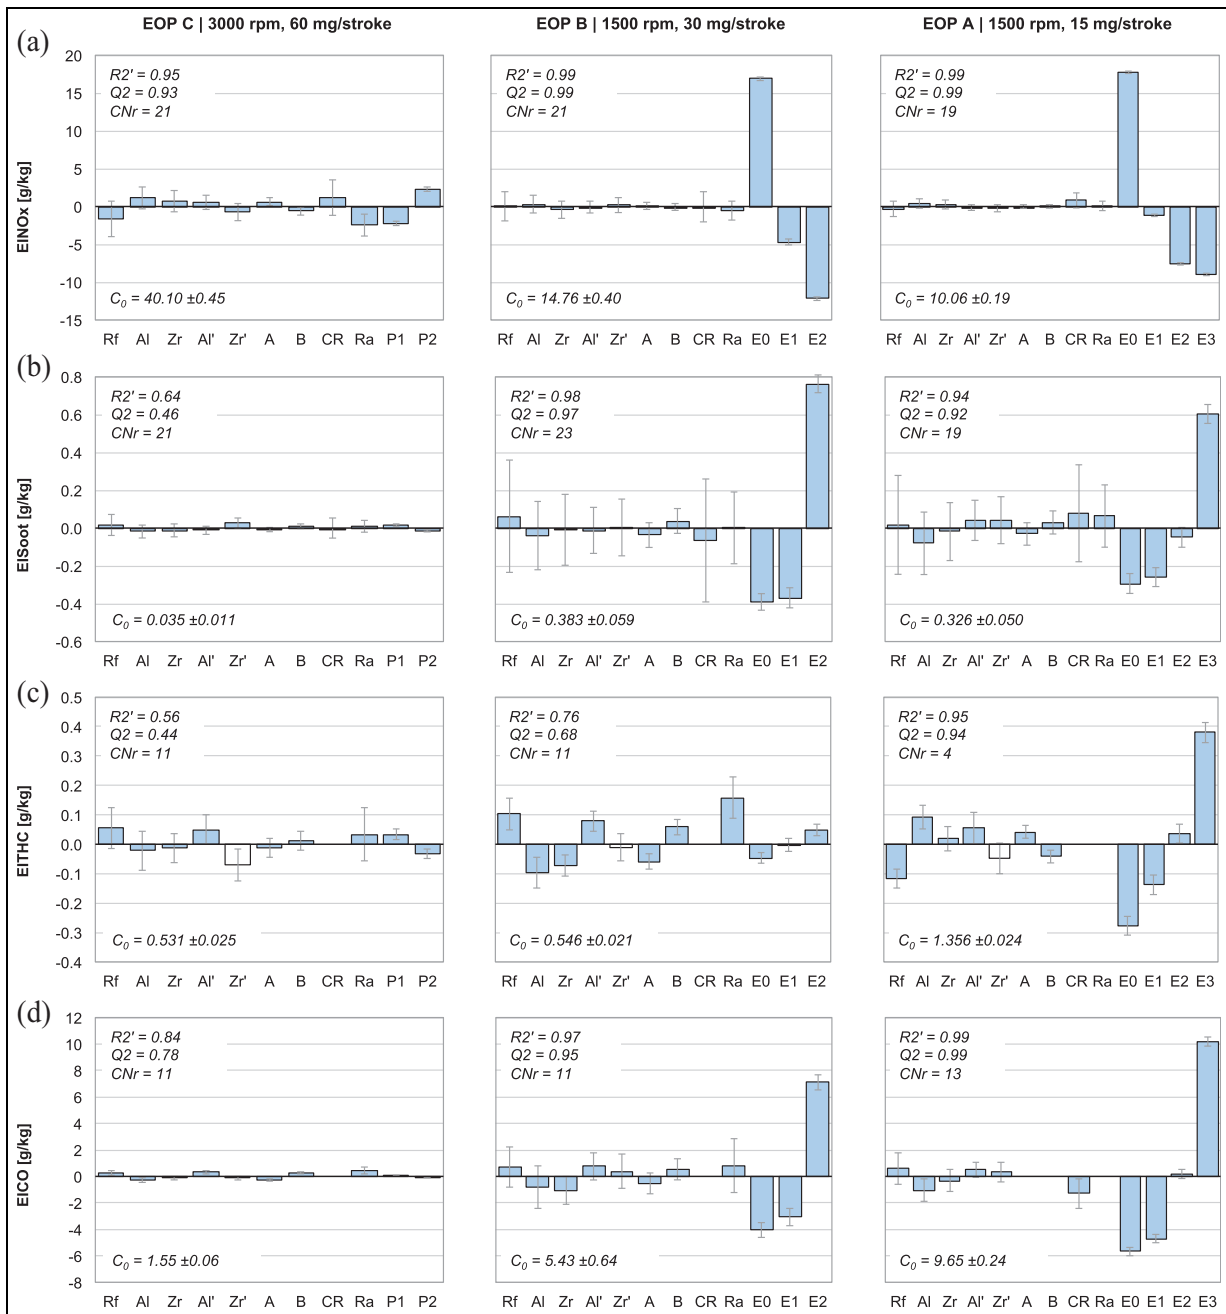 EOP C | 3000 rpm, 60 mg/stroke
EOP B | 1500 rpm, 30 mg/stroke
EOP A | 1500 rpm, 15 mg/stroke
(a)
EINOx [g/kg]
20
15
10
5
0
-5
-10
-15
R2' = 0.95
Q2 = 0.93
CNr = 21
C0 = 40.10 ±0.45
Rf Al Zr Al' Zr' A B CR Ra P1 P2
R2' = 0.99
Q2 = 0.99
CNr = 21
C0 = 14.76 ±0.40
Rf Al Zr Al' Zr' A B CR Ra E0 E1 E2
R2' = 0.99
Q2 = 0.99
CNr = 19
C0 = 10.06 ±0.19
Rf Al Zr Al' Zr' A B CR Ra E0 E1 E2 E3
(b)
EISoot [g/kg]
0.8
0.6
0.4
0.2
0.0
-0.2
-0.4
-0.6
R2' = 0.64
Q2 = 0.46
CNr = 21
C0 = 0.035 ±0.011
Rf Al Zr Al' Zr' A B CR Ra P1 P2
R2' = 0.98
Q2 = 0.97
CNr = 23
C0 = 0.383 ±0.059
Rf Al Zr Al' Zr' A B CR Ra E0 E1 E2
R2' = 0.94
Q2 = 0.92
CNr = 19
C0 = 0.326 ±0.050
Rf Al Zr Al' Zr' A B CR Ra E0 E1 E2 E3
(c)
EITHC [g/kg]
0.5
0.4
0.3
0.2
0.1
0.0
-0.1
-0.2
-0.3
-0.4
R2' = 0.56
Q2 = 0.44
CNr = 11
C0 = 0.531 ±0.025
Rf Al Zr Al' Zr' A B CR Ra P1 P2
R2' = 0.76
Q2 = 0.68
CNr = 11
C0 = 0.546 ±0.021
Rf Al Zr Al' Zr' A B CR Ra E0 E1 E2
R2' = 0.95
Q2 = 0.94
CNr = 4
C0 = 1.356 ±0.024
Rf Al Zr Al' Zr' A B CR Ra E0 E1 E2 E3
(d)
EICO [g/kg]
12
10
8
6
4
2
0
-2
-4
-6
-8
R2' = 0.84
Q2 = 0.78
CNr = 11
C0 = 1.55 ±0.06
Rf Al Zr Al' Zr' A B CR Ra P1 P2
R2' = 0.97
Q2 = 0.95
CNr = 11
C0 = 5.43 ±0.64
Rf Al Zr Al' Zr' A B CR Ra E0 E1 E2
R2' = 0.99
Q2 = 0.99
CNr = 13
C0 = 9.65 ±0.24
Rf Al Zr Al' Zr' A B CR Ra E0 E1 E2 E3